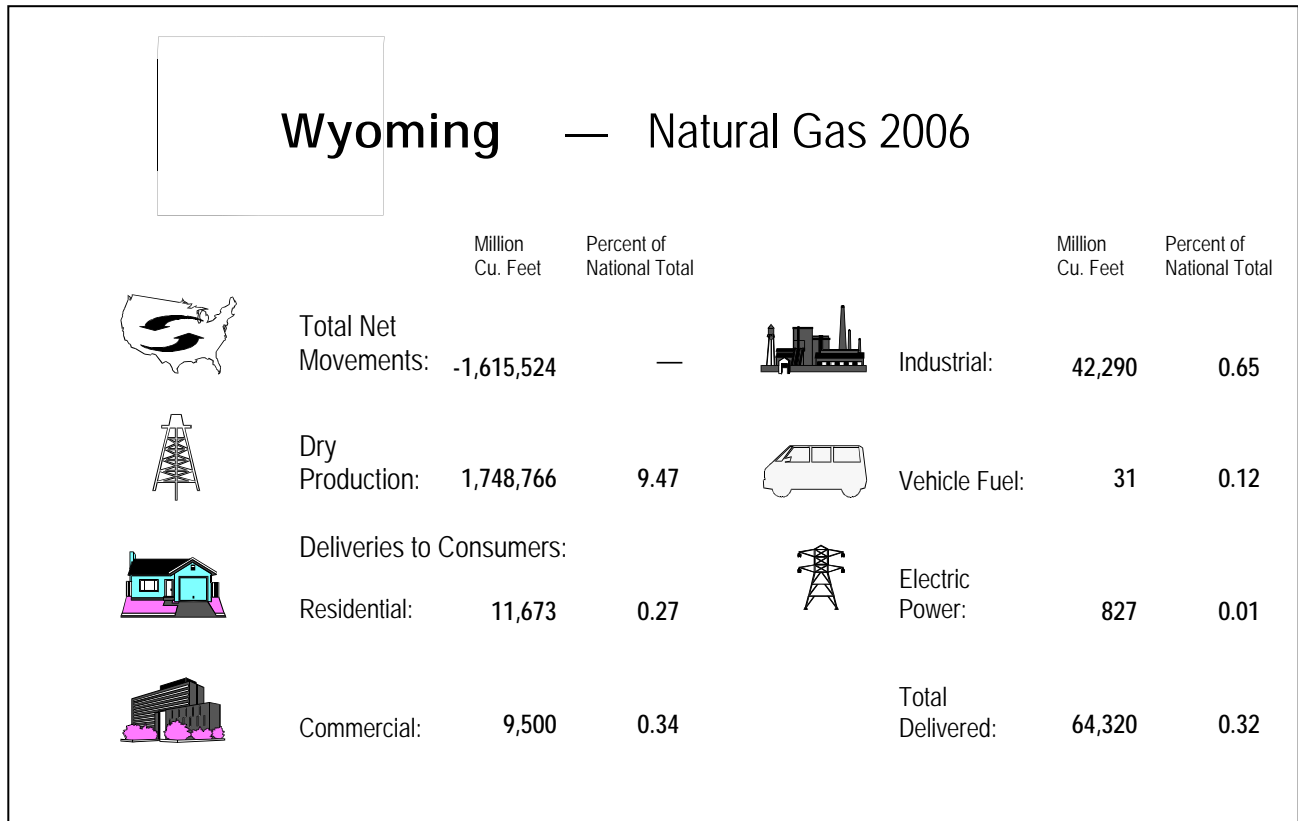 Wyoming — Natural Gas 2006
Million
Cu. Feet
Percent of
National Total
Million
Cu. Feet
Percent of
National Total
Total Net
Movements: -1,615,524 —
Industrial: 42,290 0.65
Dry
Production: 1,748,766 9.47
Vehicle Fuel: 31 0.12
Deliveries to Consumers:
Residential: 11,673 0.27
Electric
Power: 827 0.01
Commercial: 9,500 0.34
Total
Delivered: 64,320 0.32